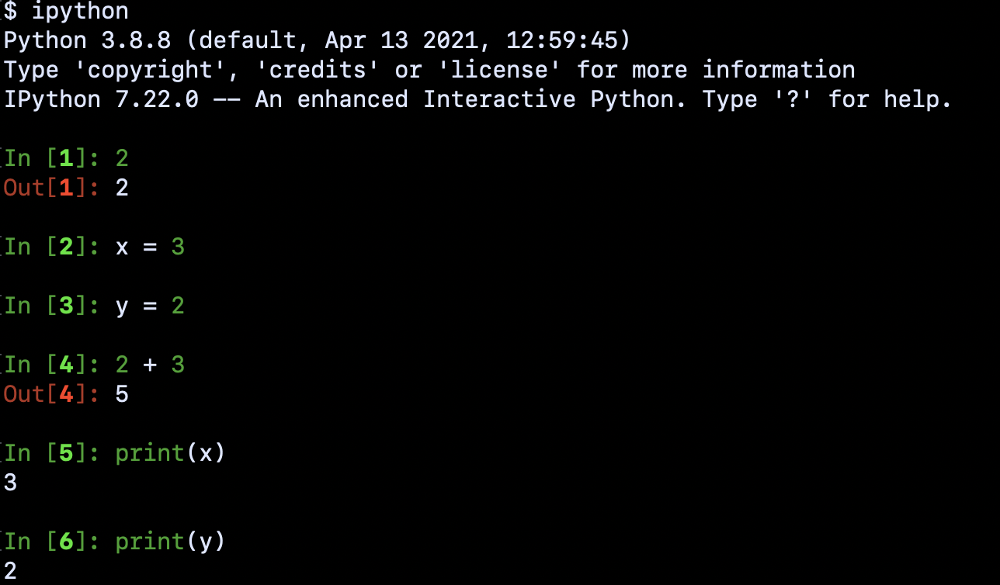 $ ipython
Python 3.8.8 (default, Apr 13 2021, 12:59:45)
Type 'copyright', 'credits' or 'license' for more information
IPython 7.22.0 -- An enhanced Interactive Python. Type '?' for help.
In [1]: 2
Out[1]: 2
In [2]: x = 3
In [3]: y = 2
In [4]: 2 + 3
Out[4]: 5
In [5]: print(x)
3
In [6]: print(y)
2